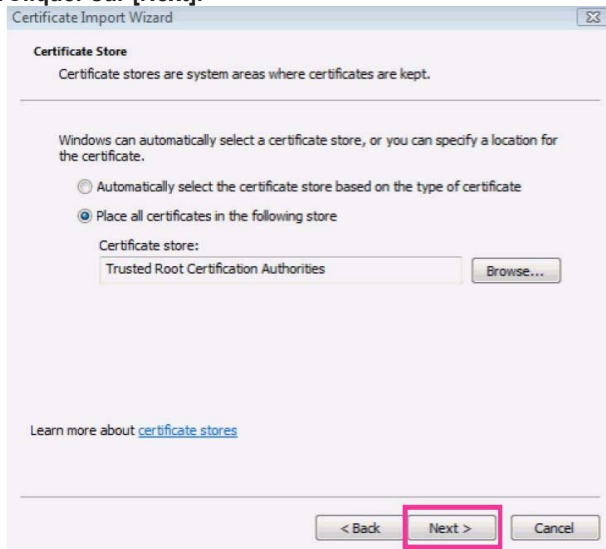 Cliquer sur [Next].
Certificate Import Wizard
Certificate Store
Certificate stores are system areas where certificates are kept.
Windows can automatically select a certificate store, or you can specify a location for
the certificate.
Automatically select the certificate store based on the type of certificate
Place all certificates in the following store
Certificate store:
Trusted Root Certification Authorities
Browse...
Learn more about certificate stores
< Back Next > Cancel